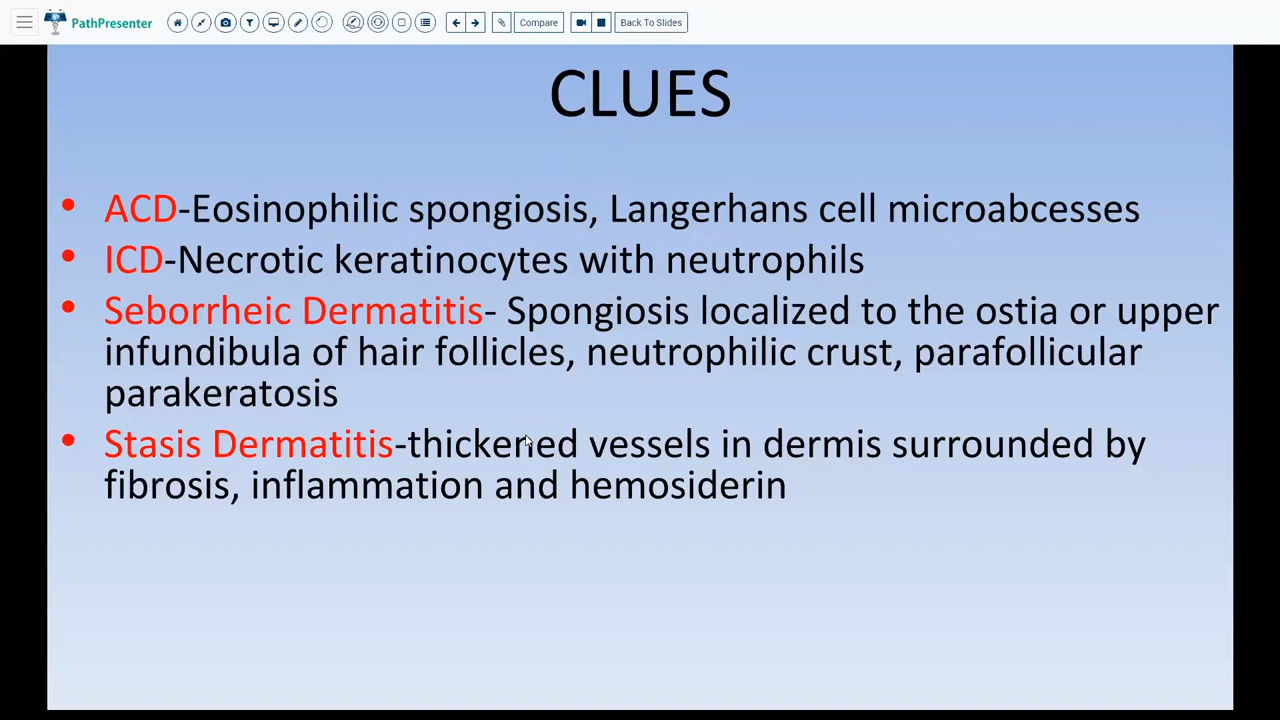 PathPresenter
Compare
Back To Slides
CLUES
• ACD-Eosinophilic spongiosis, Langerhans cell microabcesses
• ICD-Necrotic keratinocytes with neutrophils
• Seborrheic Dermatitis- Spongiosis localized to the ostia or upper
infundibula of hair follicles, neutrophilic crust, parafollicular
parakeratosis
• Stasis Dermatitis-thickened vessels in dermis surrounded by
fibrosis, inflammation and hemosiderin